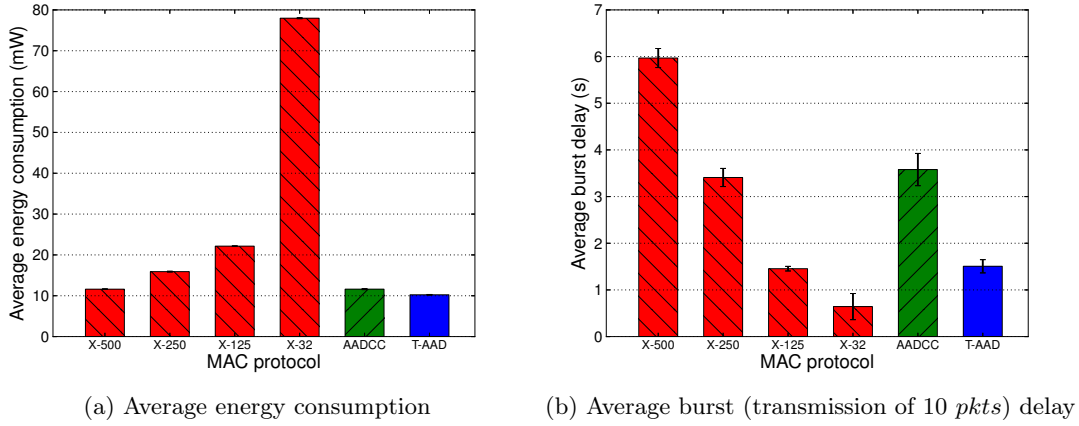 80
70
60
50
40
30
20
10
0
Average energy consumption (mW)
X-500 X-250 X-125 X-32 AADCC T-AAD
MAC protocol
7
6
5
4
3
2
1
0
Average burst delay (s)
X-500 X-250 X-125 X-32 AADCC T-AAD
MAC protocol
(a) Average energy consumption
(b) Average burst (transmission of 10 pkts) delay